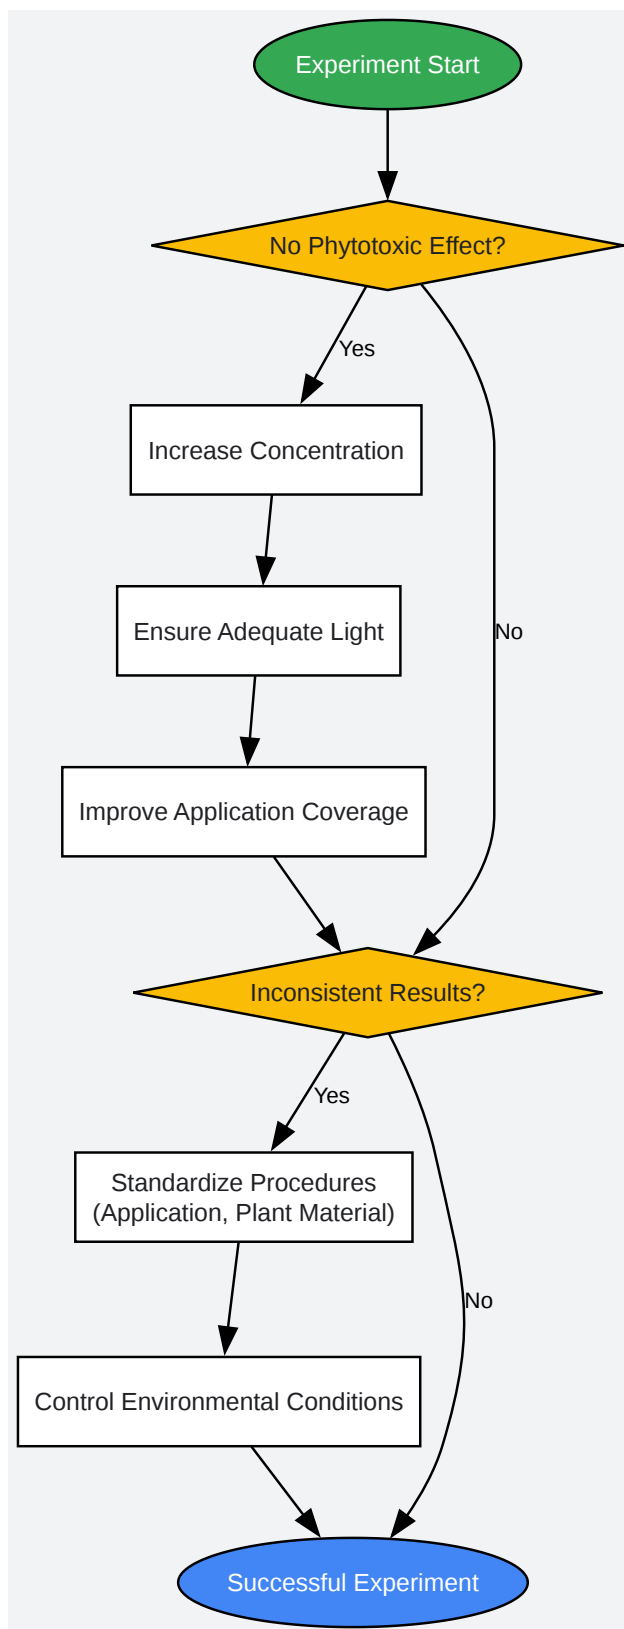 Experiment Start
No Phytotoxic Effect?
Yes
Increase Concentration
Ensure Adequate Light
No
Improve Application Coverage
Inconsistent Results?
Yes
Standardize Procedures
(Application, Plant Material)
No
Control Environmental Conditions
Successful Experiment